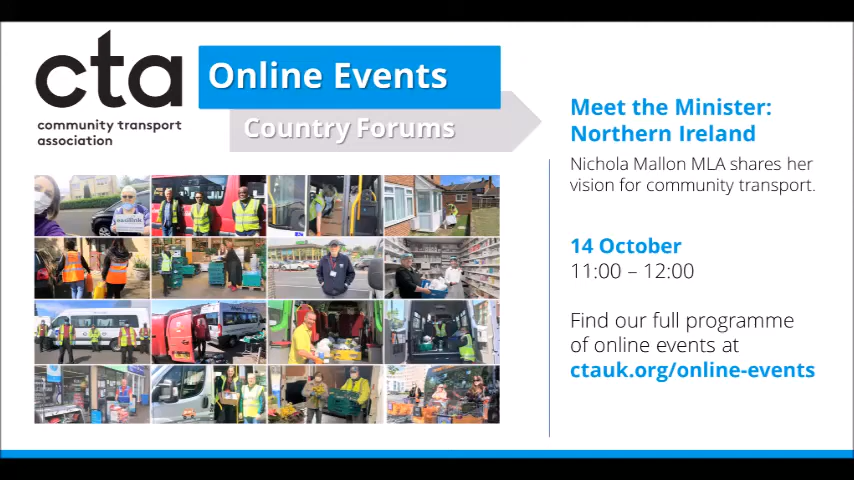 cta
community transport
association
Online Events
Country Forums
Meet the Minister:
Northern Ireland
Nichola Mallon MLA shares her
vision for community transport.
14 October
11:00 – 12:00
Find our full programme
of online events at
ctauk.org/online-events